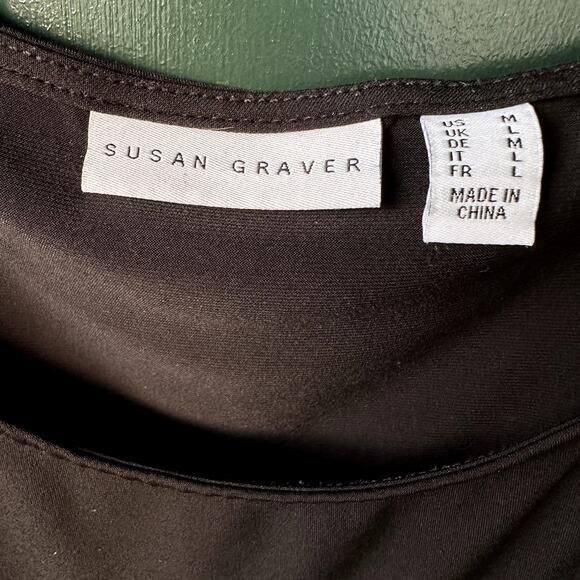 SUSAN GRAVER
US M
UK L
DE M
IT L
FR L
MADE IN
CHINA